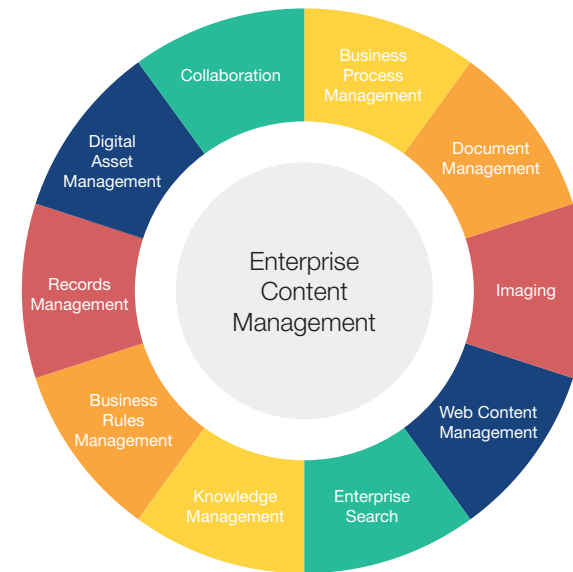 Business
Process
Management
Document
Management
Imaging
Web Content
Management
Enterprise
Search
Knowledge
Management
Business
Rules
Management
Records
Management
Digital
Asset
Management
Collaboration
Enterprise
Content
Management